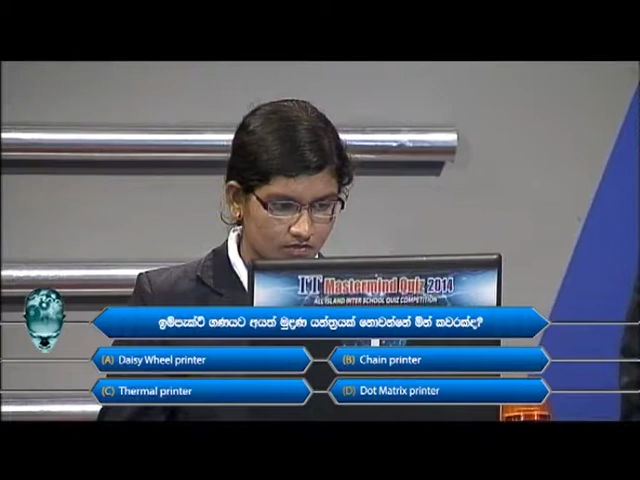 IT Mastermind Quiz 2014
ALL ISLAND INTER SCHOOL QUIZ COMPETITION
ඉම්පැක්ට් ගණයට අයත් මුද්‍රණ යන්ත්‍රයක් නොවන්නේ මින් කවරක්ද?
(A) Daisy Wheel printer
(B) Chain printer
(C) Thermal printer
(D) Dot Matrix printer